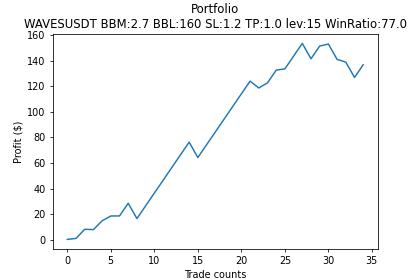 Portfolio
WAVESUSDT BBM:2.7 BBL:160 SL:1.2 TP:1.0 lev:15 WinRatio:77.0
160
140
120
100
80
60
40
20
0
Profit ($)
0 5 10 15 20 25 30 35
Trade counts